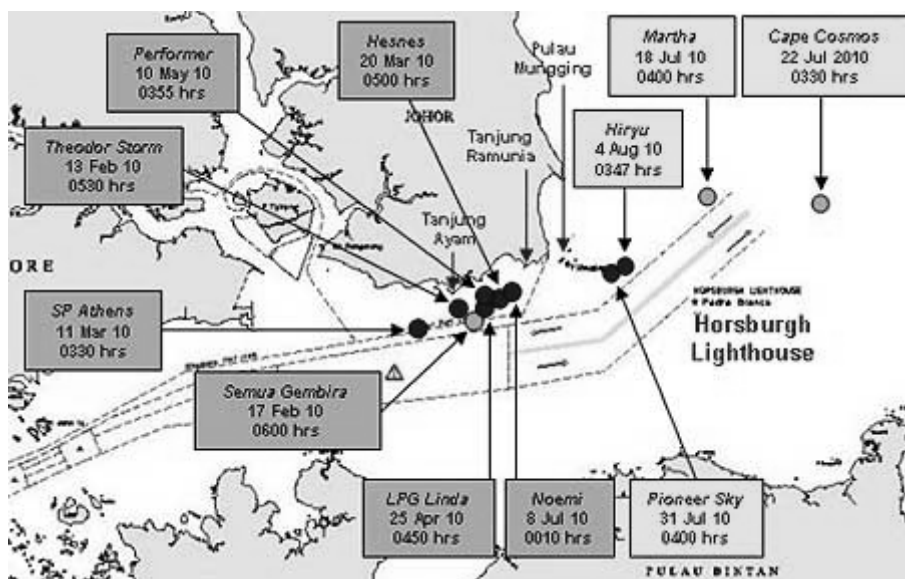 Performer
10 May 10
0355 hrs
Hesnes
20 Mar 10
0500 hrs
Pulau
Mungging
Martha
18 Jul 10
0400 hrs
Cape Cosmos
22 Jul 2010
0330 hrs
JOHOR
Theodor Storm
13 Feb 10
0530 hrs
Tanjung
Ramunia
Hiryu
4 Aug 10
0347 hrs
Tanjung
Ayam
ORE
SP Athens
11 Mar 10
0330 hrs
HORSBURGH LIGHTHOUSE
Pedra Branca
Horsburgh
Lighthouse
Semua Gembira
17 Feb 10
0600 hrs
LPG Linda
25 Apr 10
0450 hrs
Noemi
8 Jul 10
0010 hrs
Pioneer Sky
31 Jul 10
0400 hrs
PULAU BINTAN